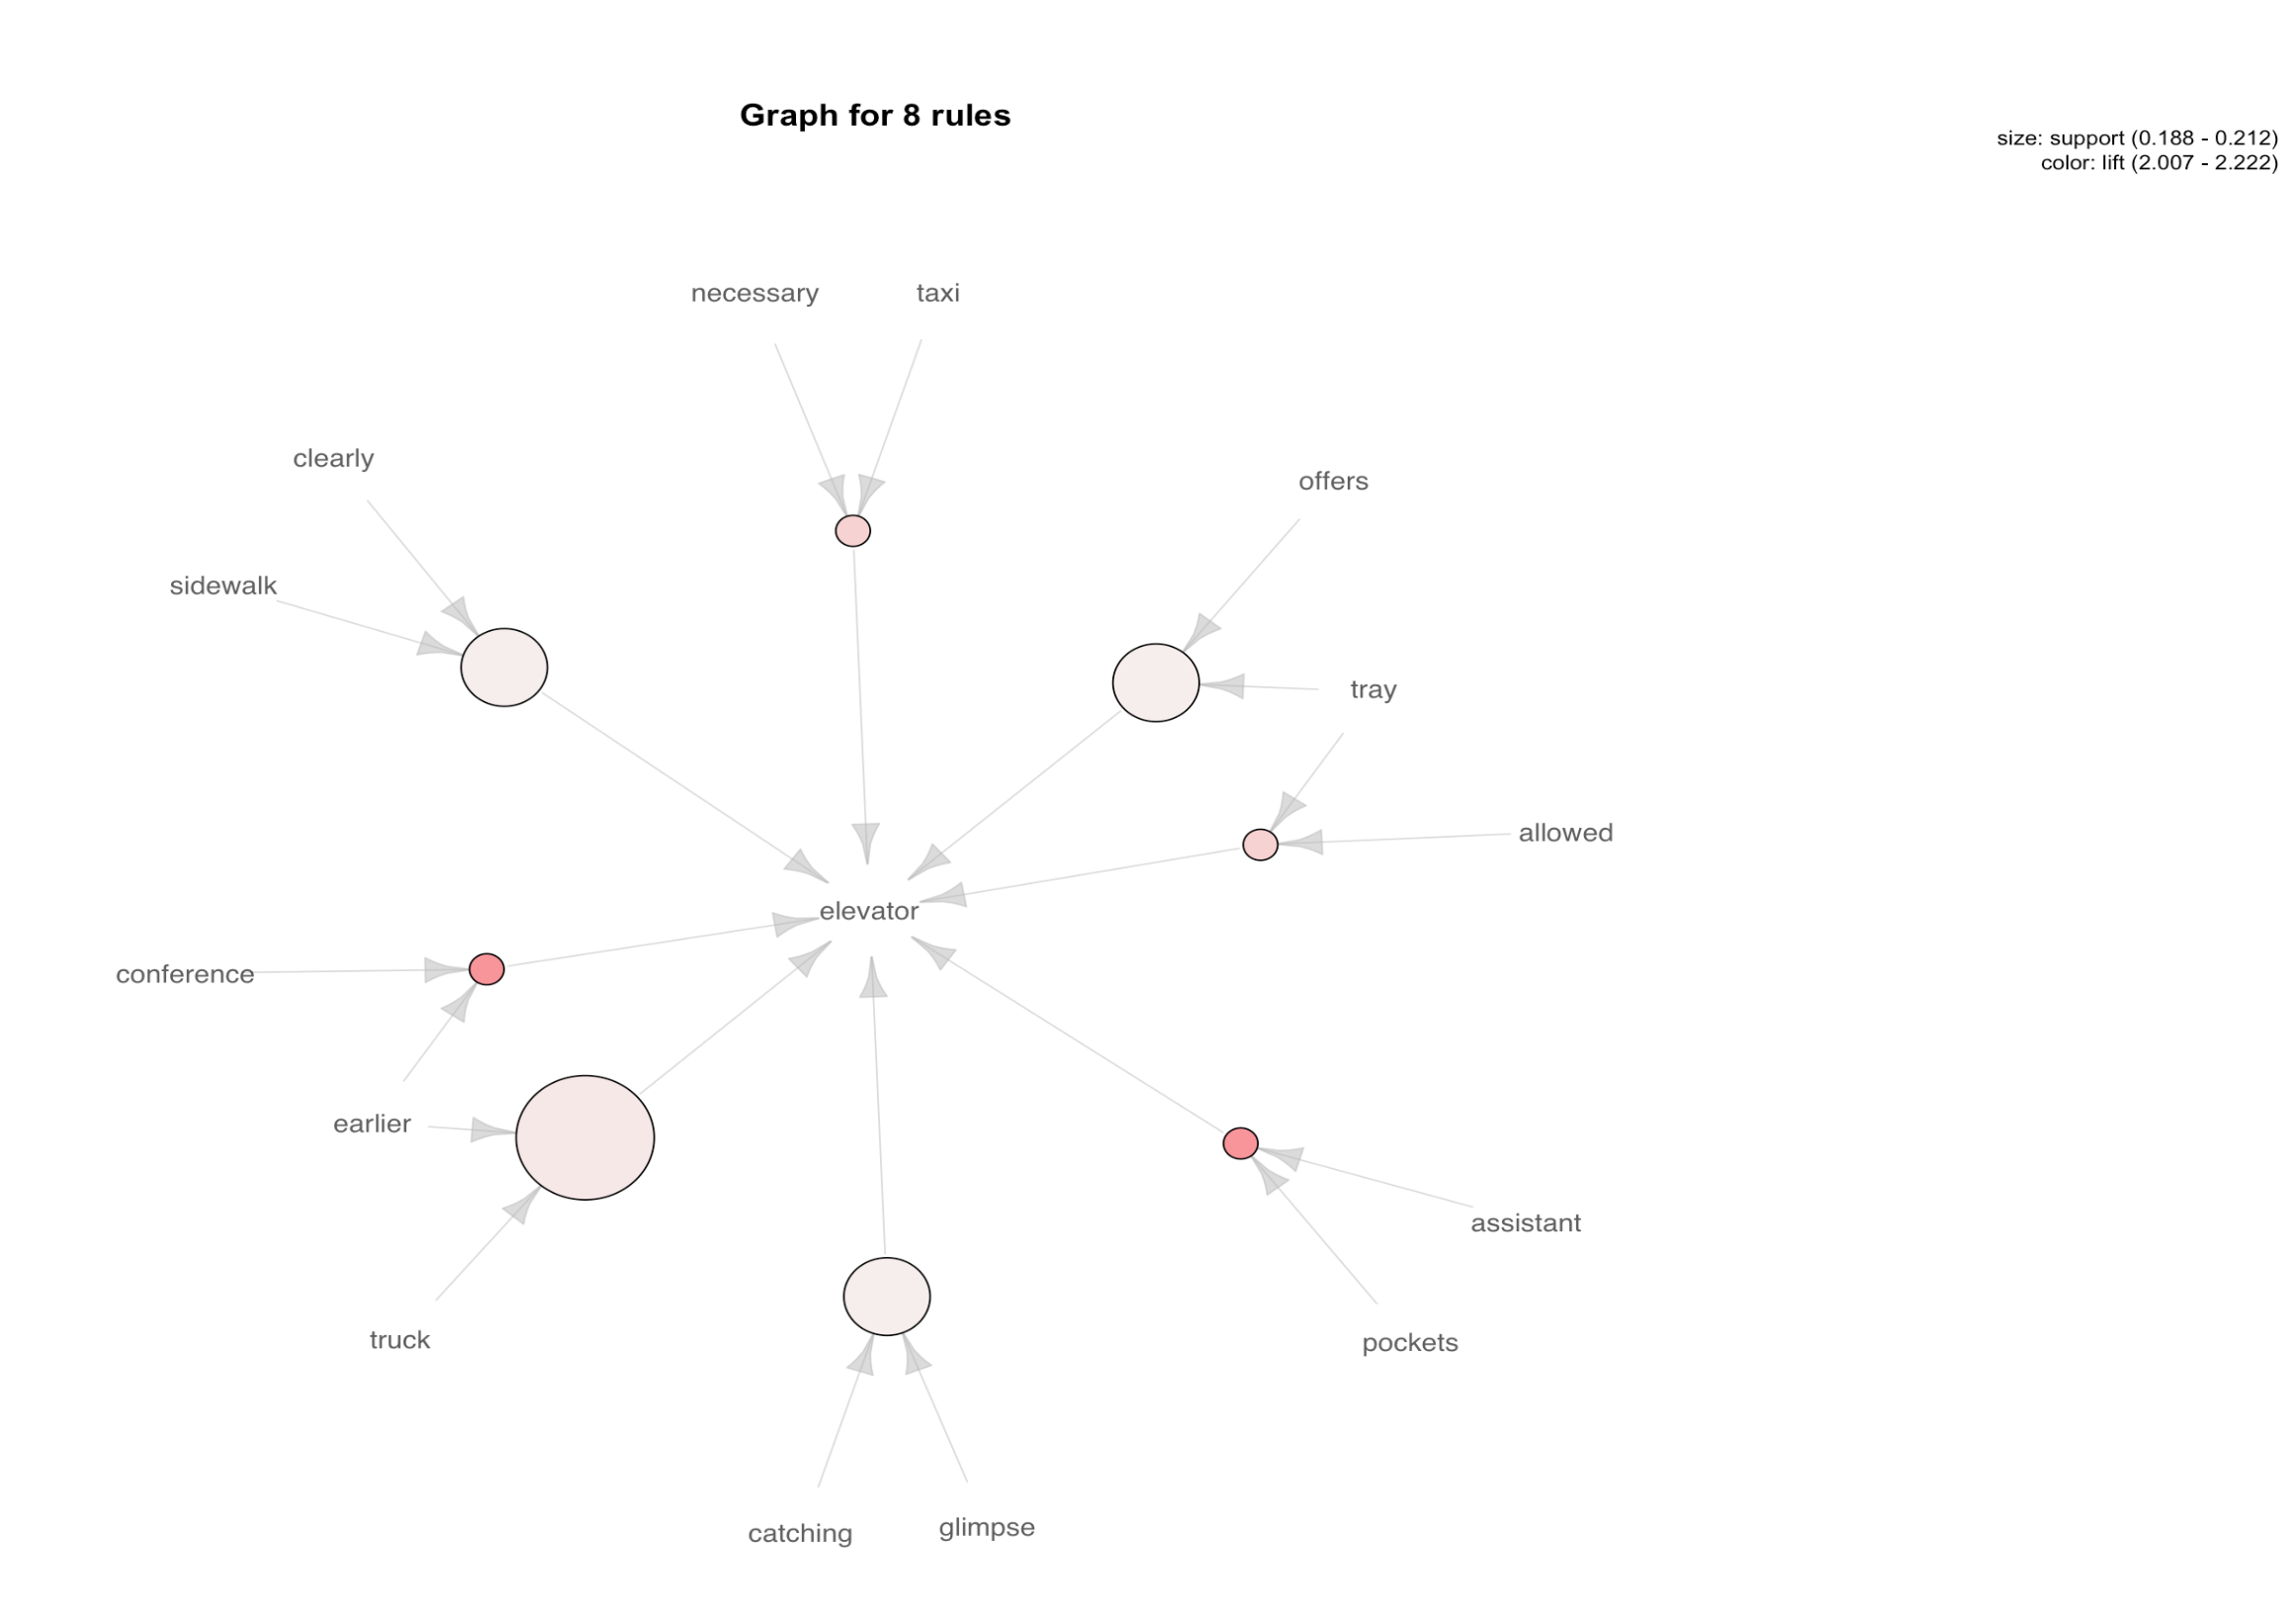 Graph for 8 rules
size: support (0.188 - 0.212)
color: lift (2.007 - 2.222)
necessary
taxi
clearly
offers
sidewalk
tray
allowed
elevator
conference
earlier
assistant
truck
pockets
catching
glimpse